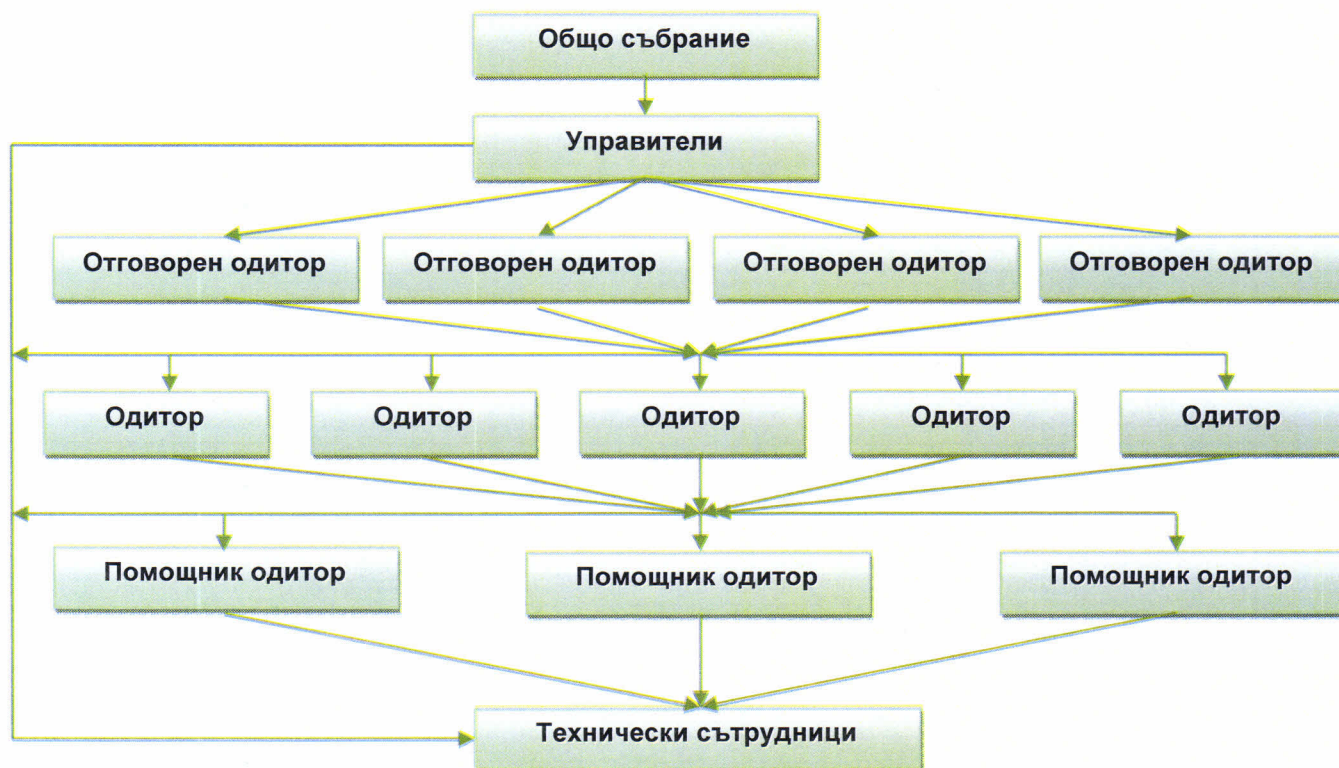 Общо събрание
Управители
Отговорен одитор
Отговорен одитор
Отговорен одитор
Отговорен одитор
Одитор
Одитор
Одитор
Одитор
Одитор
Помощник одитор
Помощник одитор
Помощник одитор
Технически сътрудници